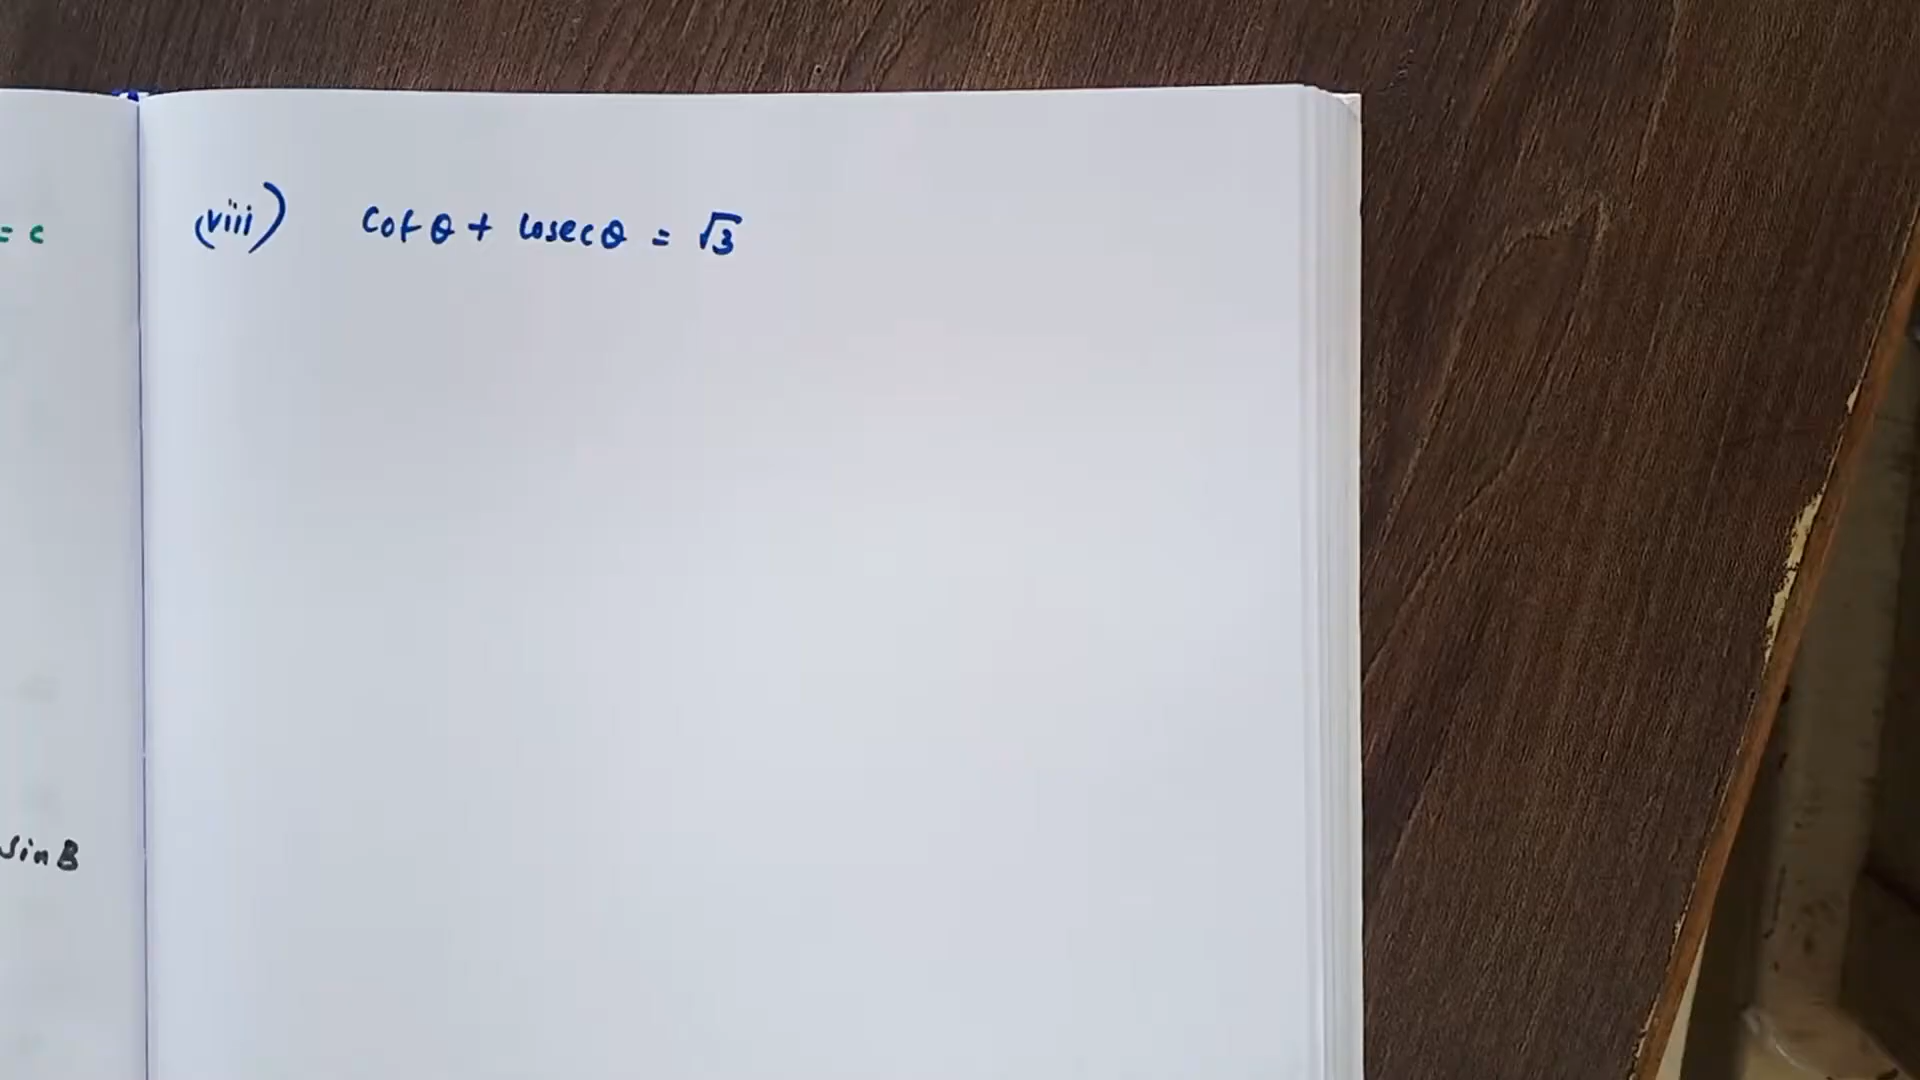 = c
(viii) cot θ + cosec θ = √3
sin B